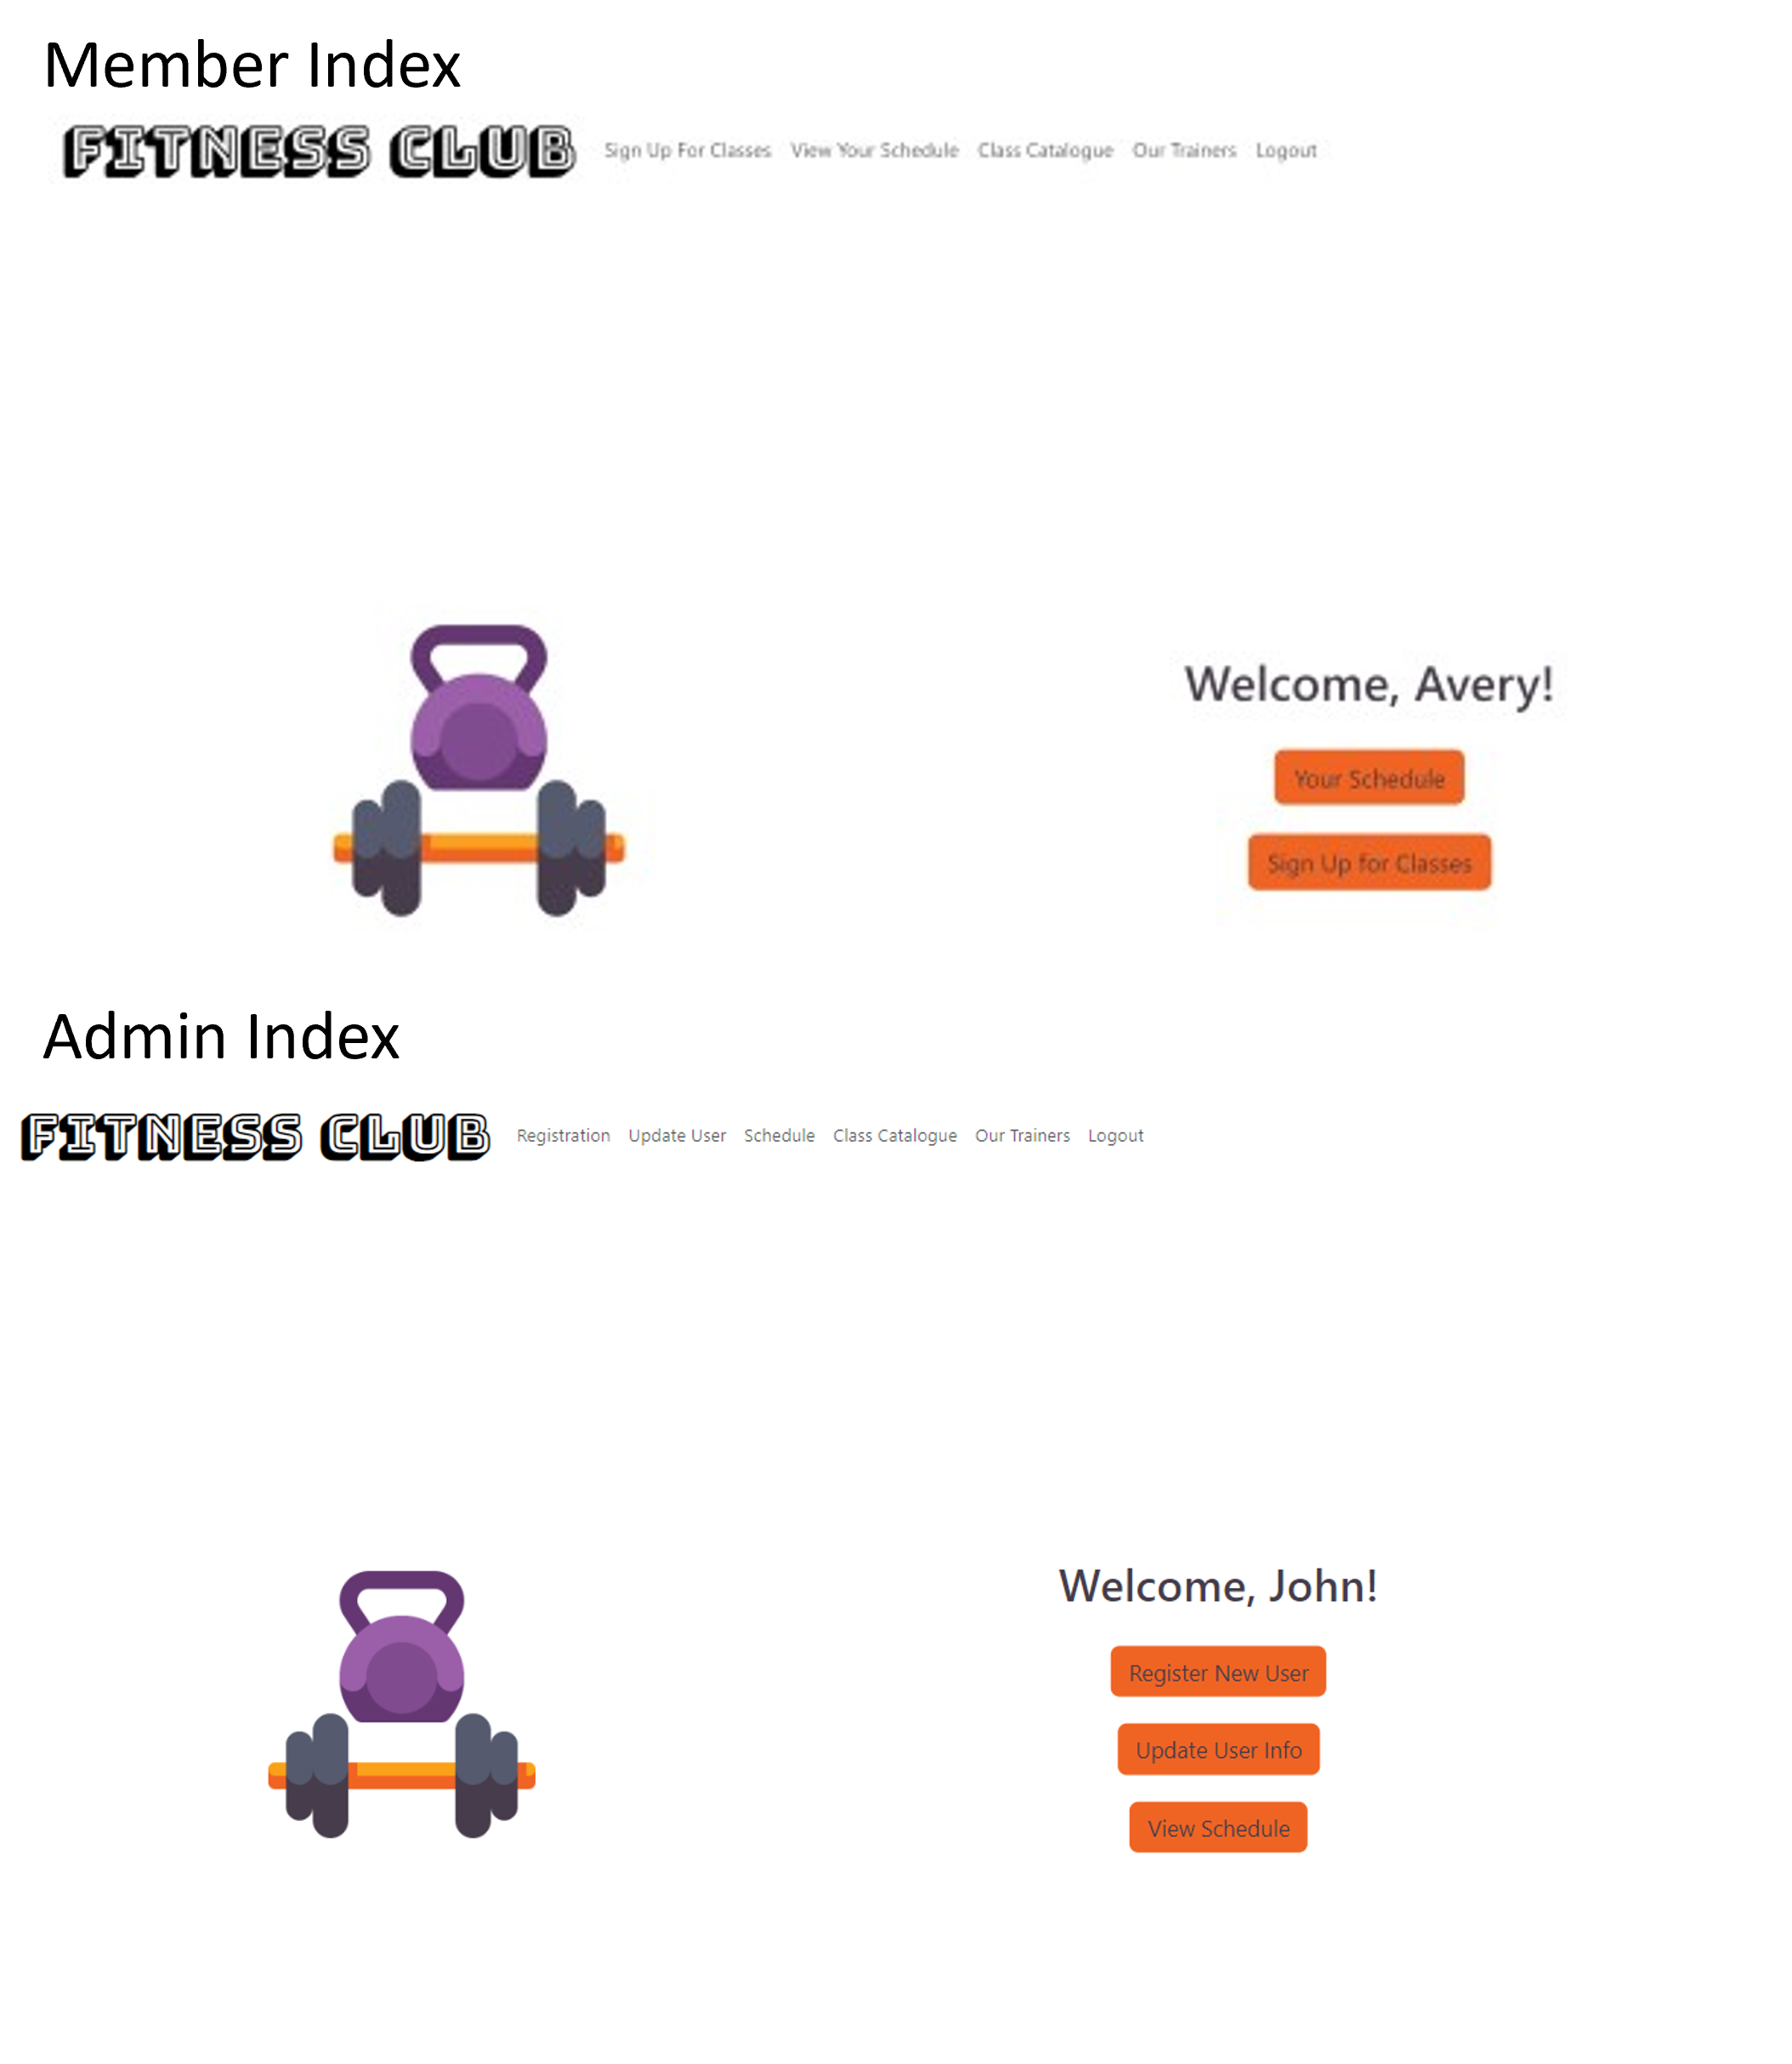 Member Index
FITNESS CLUB Sign Up For Classes View Your Schedule Class Catalogue Our Trainers Logout
Welcome, Avery!
Your Schedule
Sign Up for Classes
Admin Index
FITNESS CLUB Registration Update User Schedule Class Catalogue Our Trainers Logout
Welcome, John!
Register New User
Update User Info
View Schedule